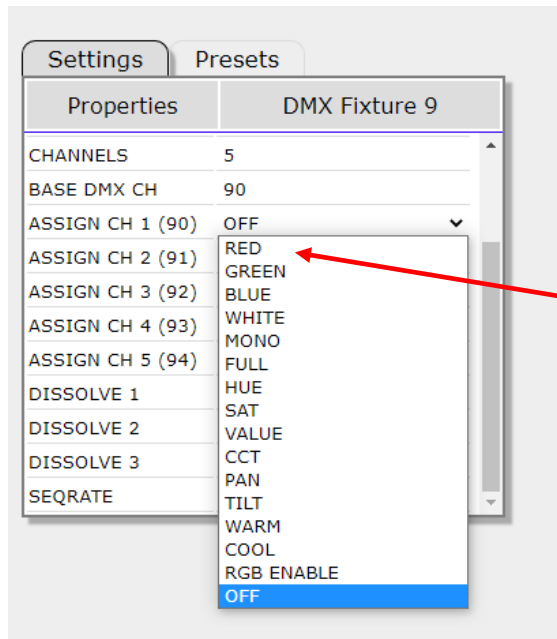 Settings Presets
Properties DMX Fixture 9
CHANNELS 5
BASE DMX CH 90
ASSIGN CH 1 (90) OFF
ASSIGN CH 2 (91)
ASSIGN CH 3 (92)
ASSIGN CH 4 (93)
ASSIGN CH 5 (94)
DISSOLVE 1
DISSOLVE 2
DISSOLVE 3
SEQRATE
RED
GREEN
BLUE
WHITE
MONO
FULL
HUE
SAT
VALUE
CCT
PAN
TILT
WARM
COOL
RGB ENABLE
OFF